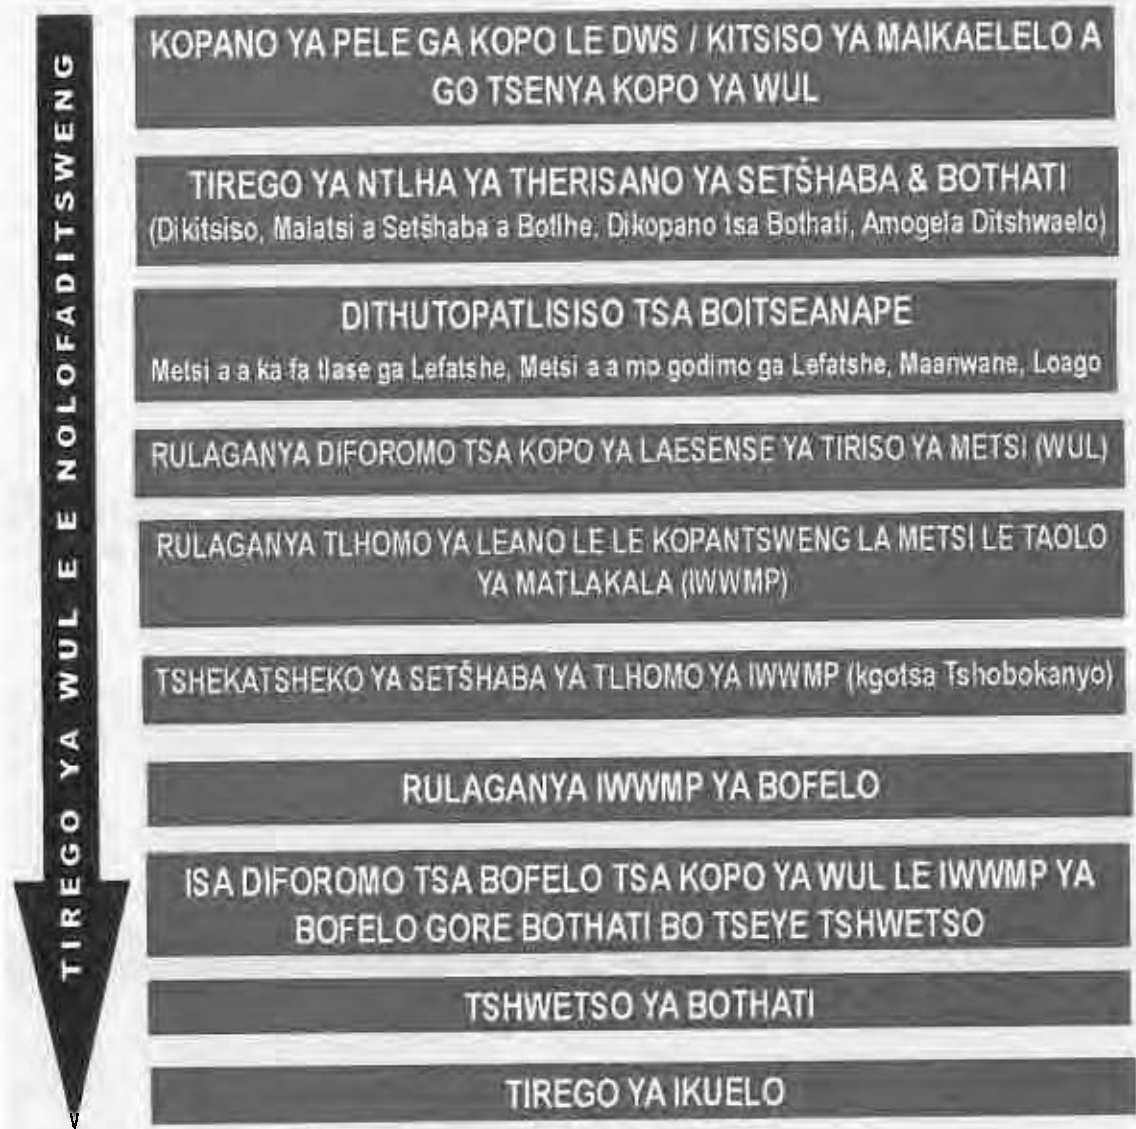 TIREGO YA WUL E E NOLOFADITSWENG
KOPANO YA PELE GA KOPO LE DWS / KITSISO YA MAIKAELELO A
GO TSENYA KOPO YA WUL
TIREGO YA NTLHA YA THERISANO YA SETŠHABA & BOTHATI
(Dikitsiso, Malatsi a Setšhaba a Botlhe, Dikopano tsa Bothati, Amogela Ditshwaelo)
DITHUTOPATLISISO TSA BOITSEANAPE
Metsi a a ka fa tlase ga Lefatshe, Metsi a a mo godimo ga Lefatshe, Maanwane, Loago
RULAGANYA DIFOROMO TSA KOPO YA LAESENSE YA TIRISO YA METSI (WUL)
RULAGANYA TLHOMO YA LEANO LE LE KOPANTSWENG LA METSI LE TAOLO
YA MATLAKALA (IWWMP)
TSHEKATSHEKO YA SETŠHABA YA TLHOMO YA IWWMP (kgotsa Tshobokanyo)
RULAGANYA IWWMP YA BOFELO
ISA DIFOROMO TSA BOFELO TSA KOPO YA WUL LE IWWMP YA
BOFELO GORE BOTHATI BO TSEYE TSHWETSO
TSHWETSO YA BOTHATI
TIREGO YA IKUELO